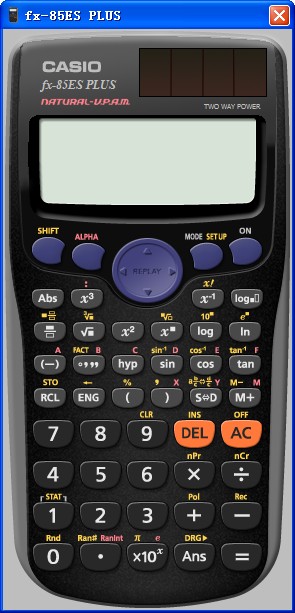 fx-85ES PLUS
CASIO
fx-85ES PLUS
NATURAL-V.P.A.M.
TWO WAY POWER
SHIFT ALPHA MODE SETUP ON
REPLAY
: x!
Abs x³ x⁻¹ log
³√ ˣ√ 10ˣ eˣ
√ x² xˣ log ln
A FACT B C sin⁻¹ D cos⁻¹ E tan⁻¹ F
(−) °,,, hyp sin cos tan
STO ← % , X Y M− M
RCL ENG ( ) S⇔D M+
CLR INS OFF
7 8 9 DEL AC
nPr nCr
4 5 6 × ÷
STAT Pol Rec
1 2 3 + −
Rnd Ran# RanInt π e DRG▶
0 • ×10ˣ Ans =